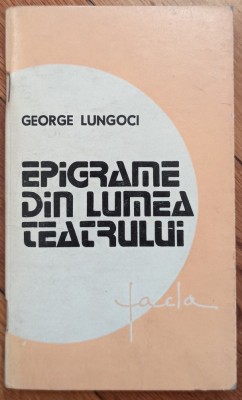 GEORGE LUNGOCI
EPIGRAME
DIN LUMEA
TEATRULUI
facla